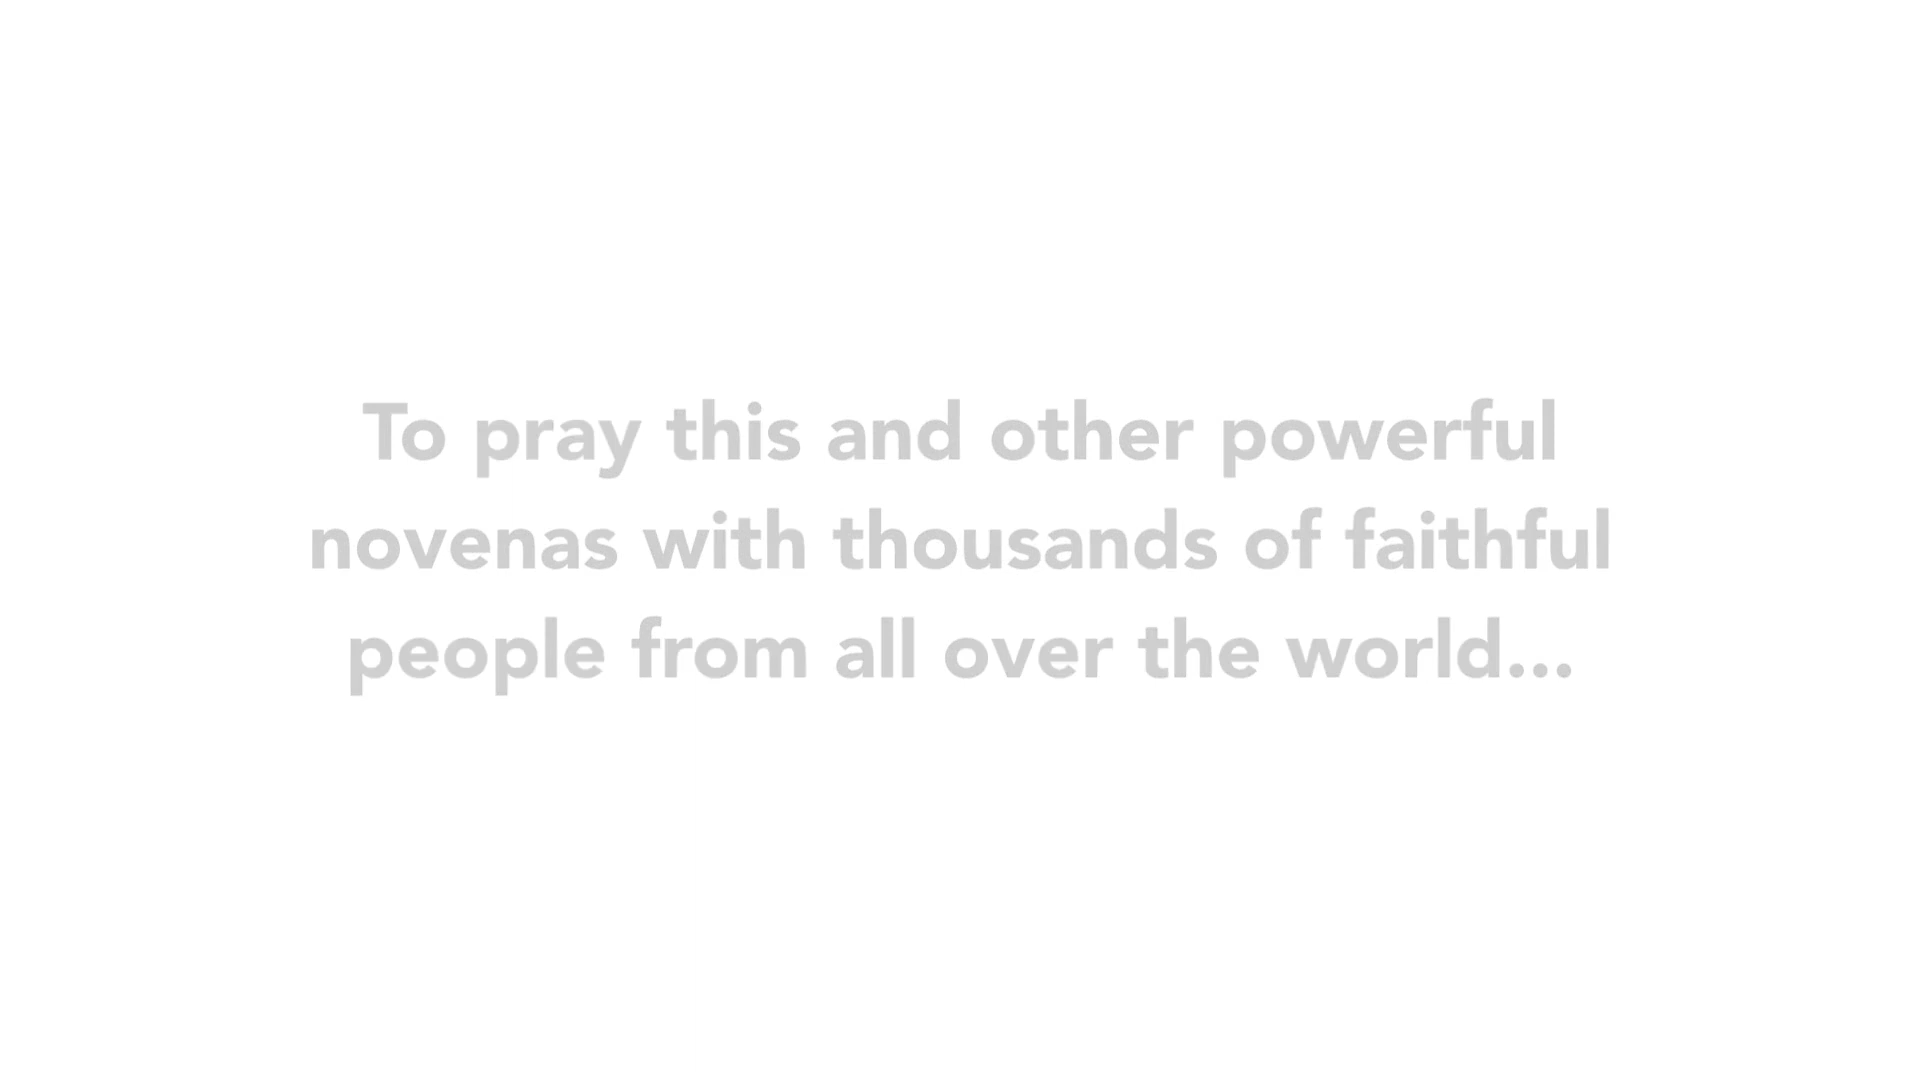 To pray this and other powerful
novenas with thousands of faithful
people from all over the world...